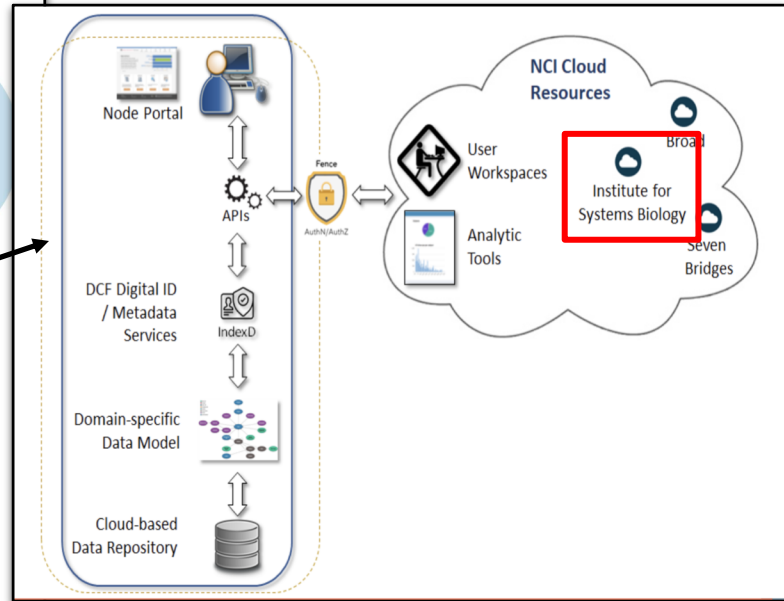 Node Portal
APIs
Fence
AuthN/AuthZ
DCF Digital ID
/ Metadata
Services
IndexD
Domain-specific
Data Model
Cloud-based
Data Repository
NCI Cloud
Resources
User
Workspaces
Analytic
Tools
Broad
Institute for
Systems Biology
Seven
Bridges